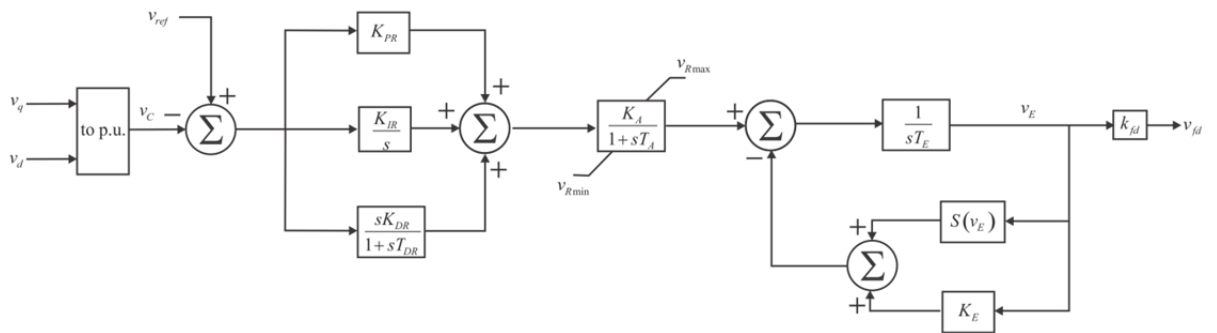 v_ref
v_q
v_d
to p.u.
v_C
−
+
Σ
K_PR
K_IR
s
sK_DR
1+sT_DR
+
+
+
Σ
v_Rmax
K_A
1+sT_A
v_Rmin
+
−
Σ
1
sT_E
v_E
k_fd
v_fd
S(v_E)
+
Σ
+
K_E